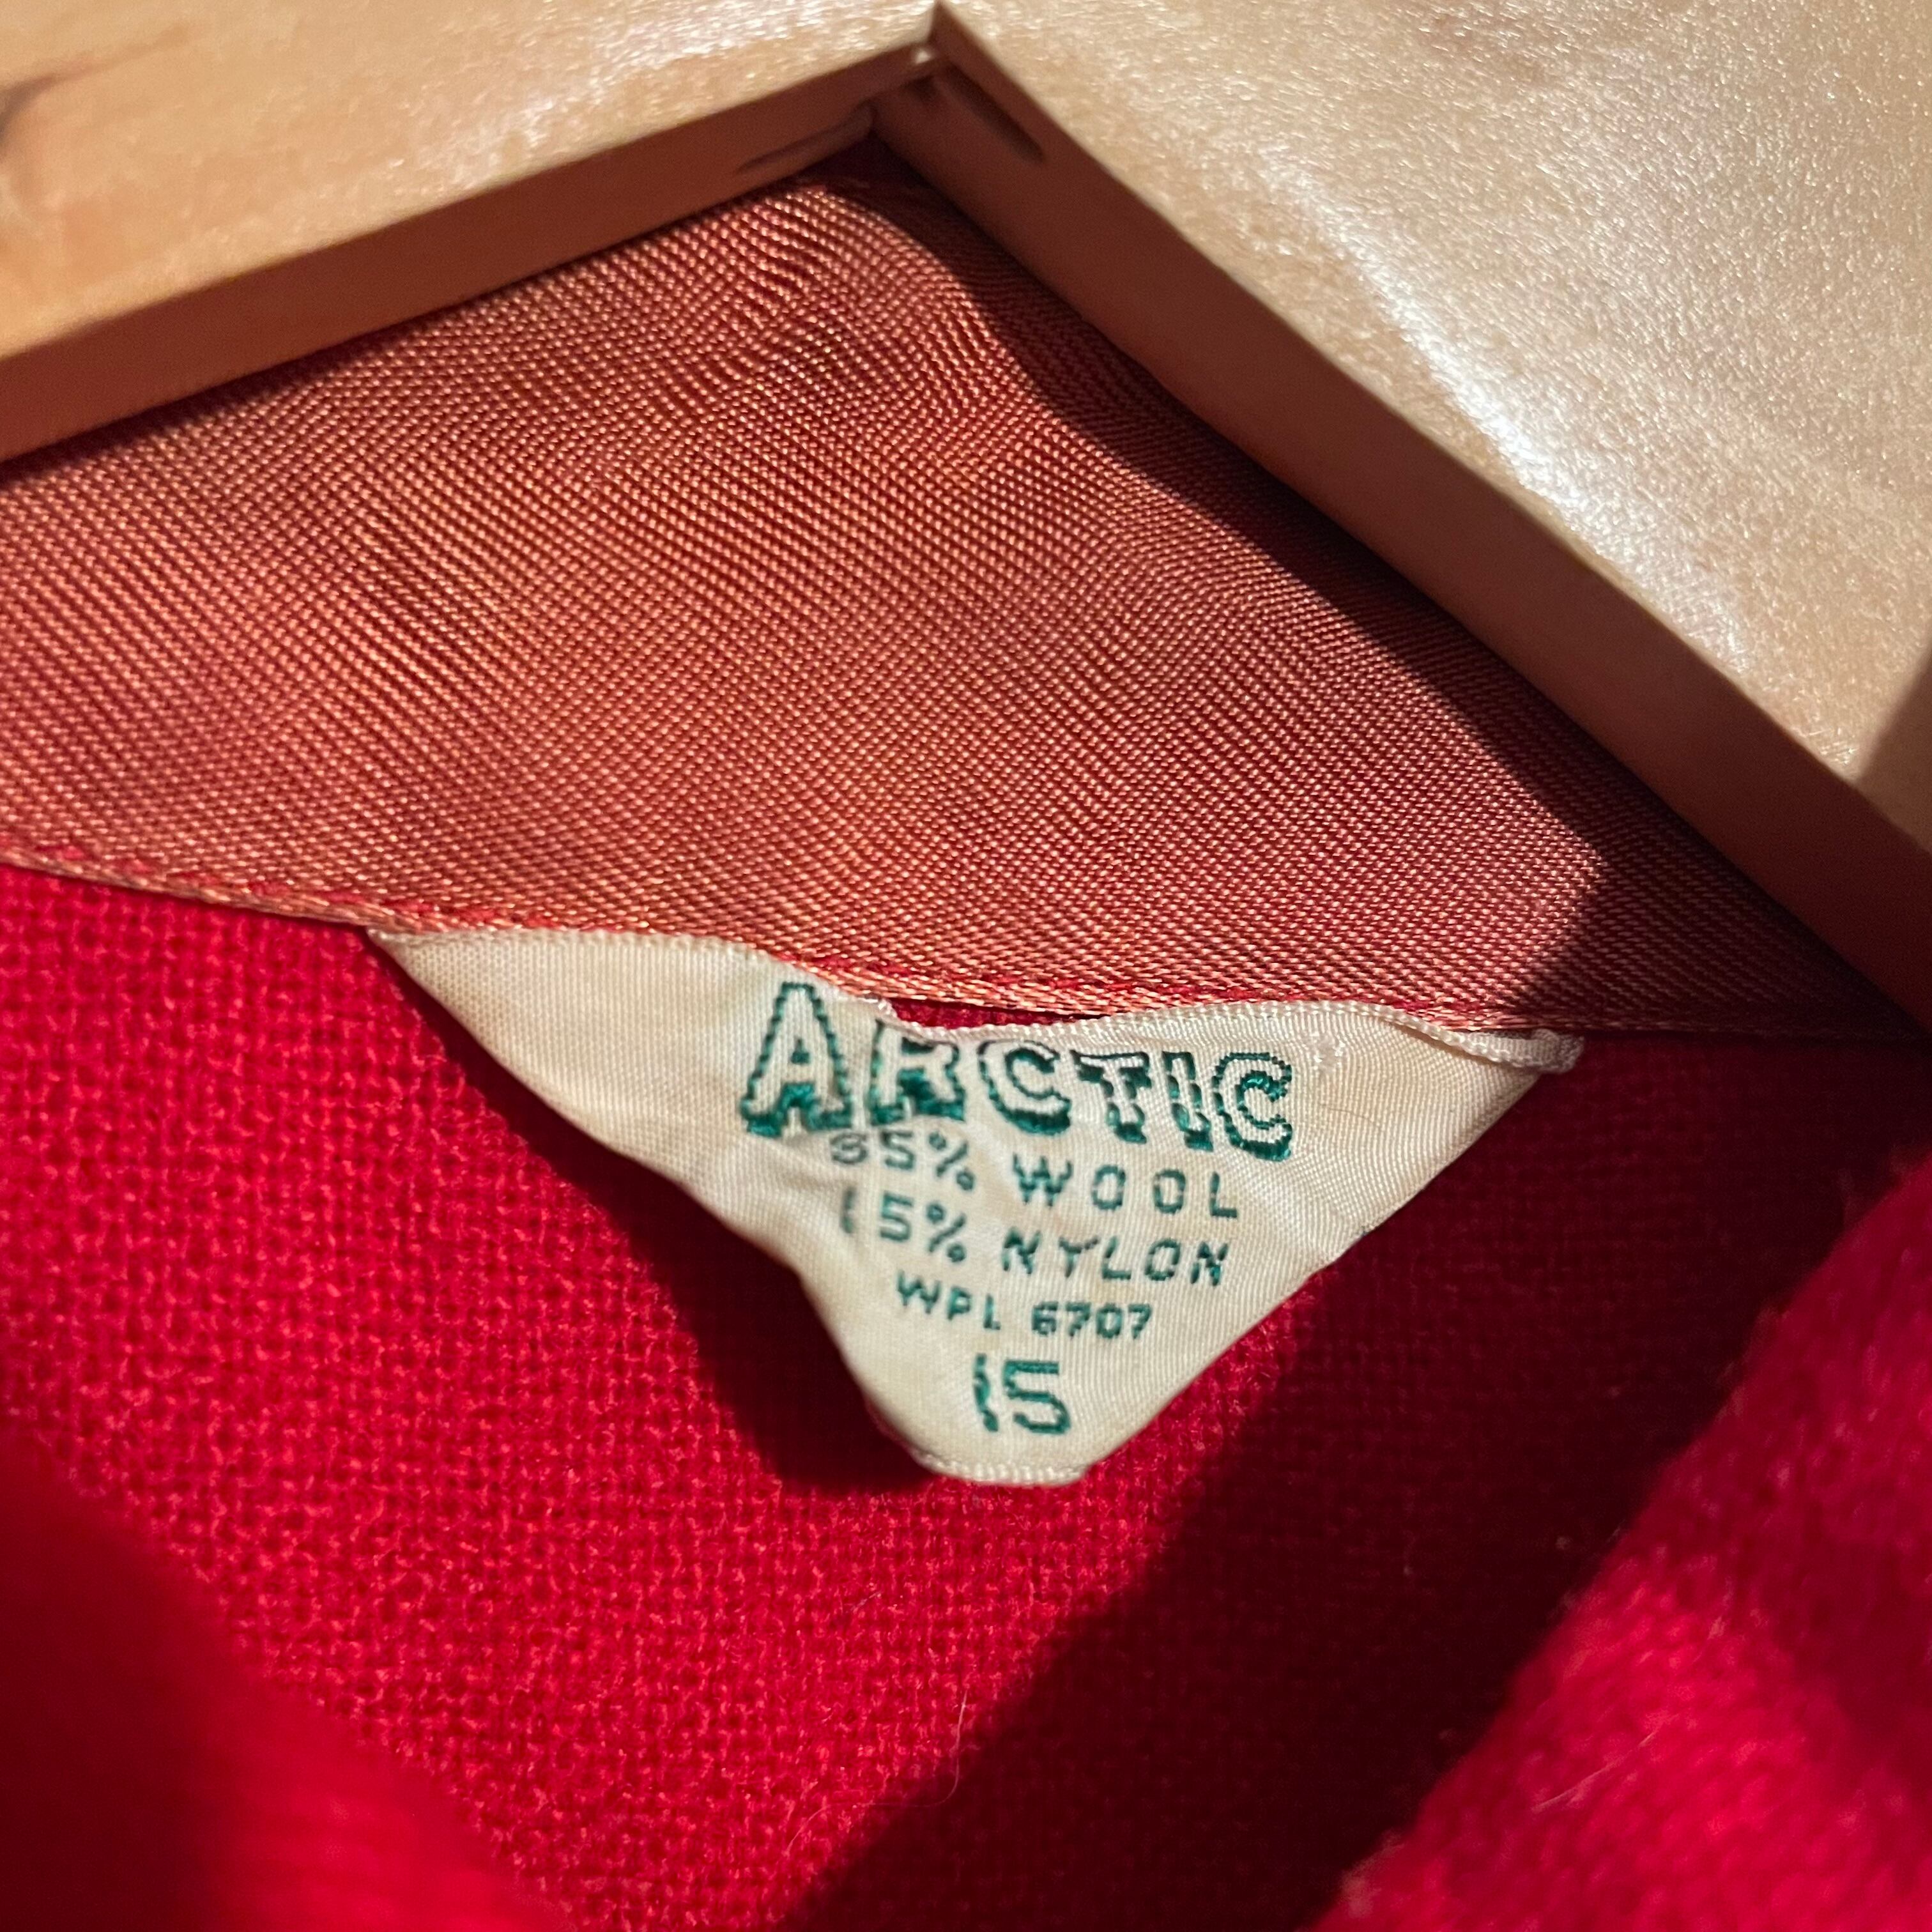 ARCTIC
85% WOOL
15% NYLON
WPL 6707
15